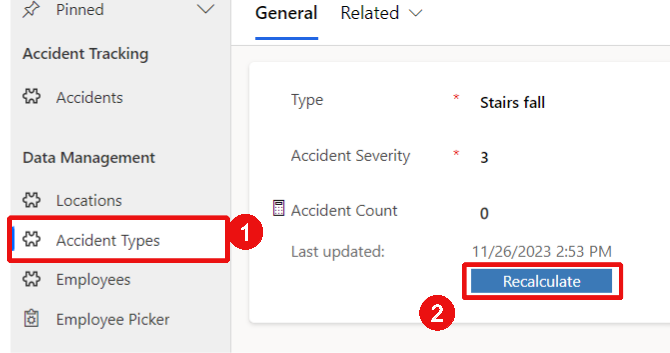 Pinned
Accident Tracking
Accidents
Data Management
Locations
Accident Types
1
Employees
Employee Picker
General Related
Type * Stairs fall
Accident Severity * 3
Accident Count 0
Last updated: 11/26/2023 2:53 PM
Recalculate
2